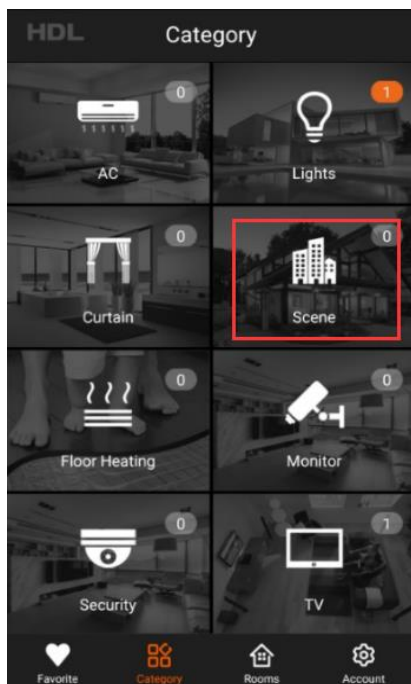 HDL
Category
0
1
AC
Lights
0
0
Curtain
Scene
0
0
Floor Heating
Monitor
0
1
Security
TV
Favorite
Category
Rooms
Account